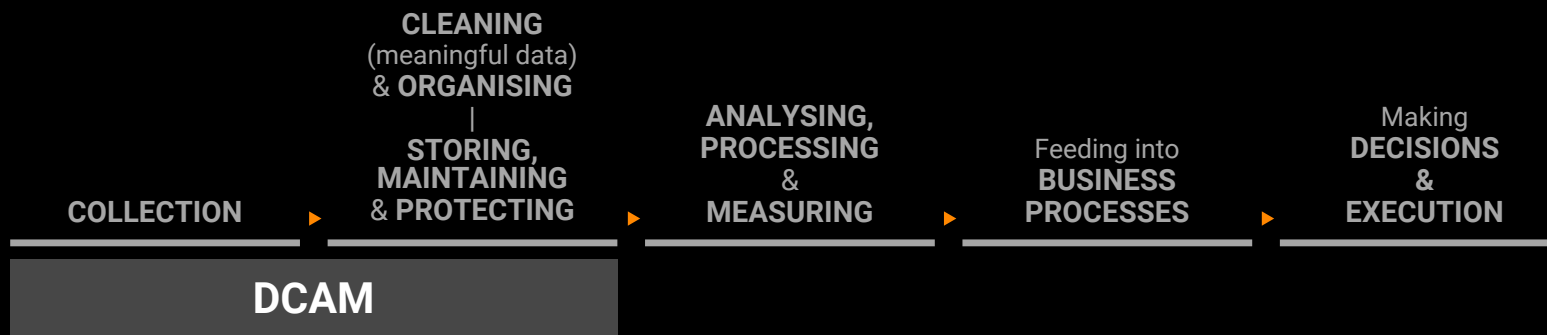 COLLECTION
CLEANING
(meaningful data)
& ORGANISING
|
STORING,
MAINTAINING
& PROTECTING
ANALYSING,
PROCESSING
&
MEASURING
Feeding into
BUSINESS
PROCESSES
Making
DECISIONS
&
EXECUTION
DCAM